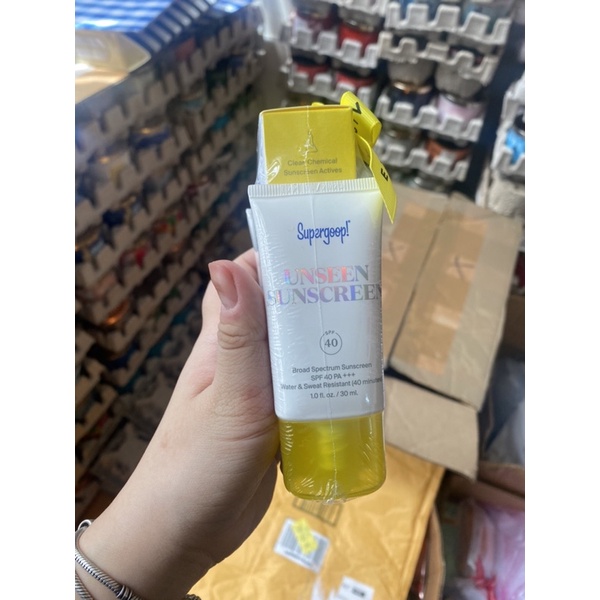 Clean Chemical
Sunscreen Actives
Supergoop!
UNSEEN
SUNSCREEN
SPF
40
Broad Spectrum Sunscreen
SPF 40 PA +++
Water & Sweat Resistant (40 minutes)
1.0 fl. oz. / 30 mL